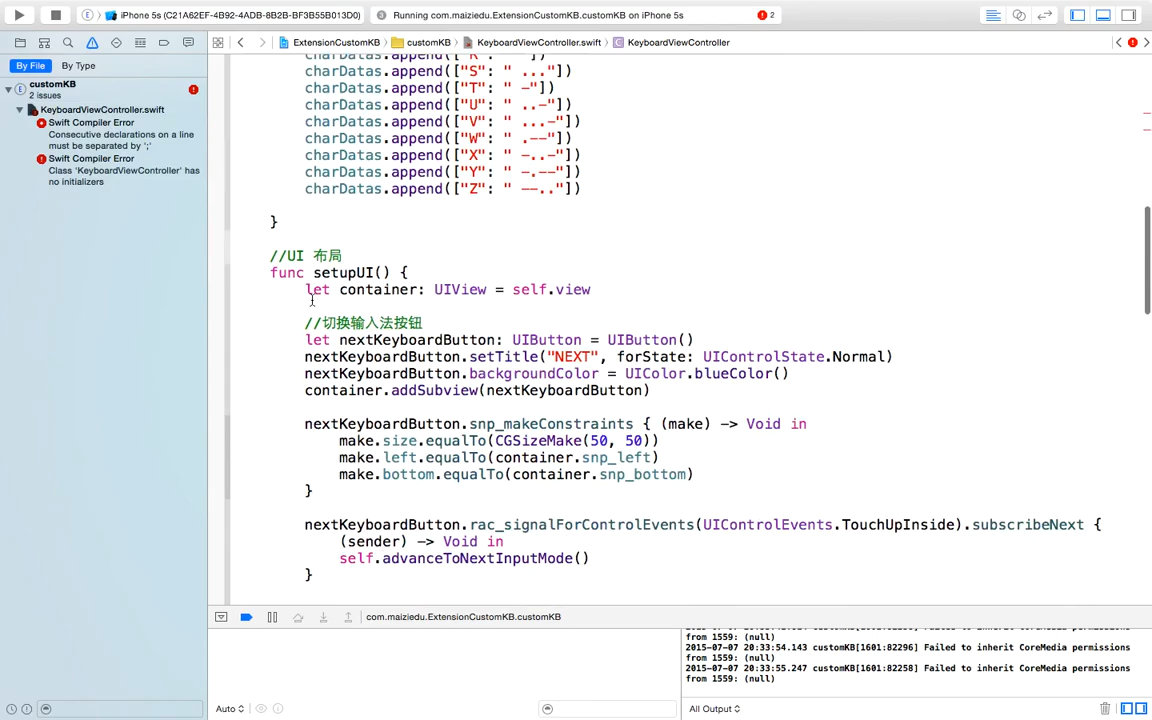 iPhone 5s (C21A62EF-4B92-4ADB-8B2B-BF3B55B013D0)
Running com.maiziedu.ExtensionCustomKB.customKB on iPhone 5s
2
ExtensionCustomKB
customKB
KeyboardViewController.swift
C KeyboardViewController
By File
By Type
customKB
2 issues
KeyboardViewController.swift
Swift Compiler Error
Consecutive declarations on a line
must be separated by ';'
Swift Compiler Error
Class 'KeyboardViewController' has
no initializers
charDatas.append(["S": " ..."])
charDatas.append(["T": " -"])
charDatas.append(["U": " ..-"])
charDatas.append(["V": " ...-"])
charDatas.append(["W": " .--"])
charDatas.append(["X": " -..-"])
charDatas.append(["Y": " -.--"])
charDatas.append(["Z": " --.."])
}
//UI 布局
func setupUI() {
let container: UIView = self.view
//切换输入法按钮
let nextKeyboardButton: UIButton = UIButton()
nextKeyboardButton.setTitle("NEXT", forState: UIControlState.Normal)
nextKeyboardButton.backgroundColor = UIColor.blueColor()
container.addSubview(nextKeyboardButton)
nextKeyboardButton.snp_makeConstraints { (make) -> Void in
make.size.equalTo(CGSizeMake(50, 50))
make.left.equalTo(container.snp_left)
make.bottom.equalTo(container.snp_bottom)
}
nextKeyboardButton.rac_signalForControlEvents(UIControlEvents.TouchUpInside).subscribeNext {
(sender) -> Void in
self.advanceToNextInputMode()
}
com.maiziedu.ExtensionCustomKB.customKB
from 1559: (null)
2015-07-07 20:33:54.143 customKB[1601:82296] Failed to inherit CoreMedia permissions
from 1559: (null)
2015-07-07 20:33:55.247 customKB[1601:82258] Failed to inherit CoreMedia permissions
from 1559: (null)
Auto
All Output